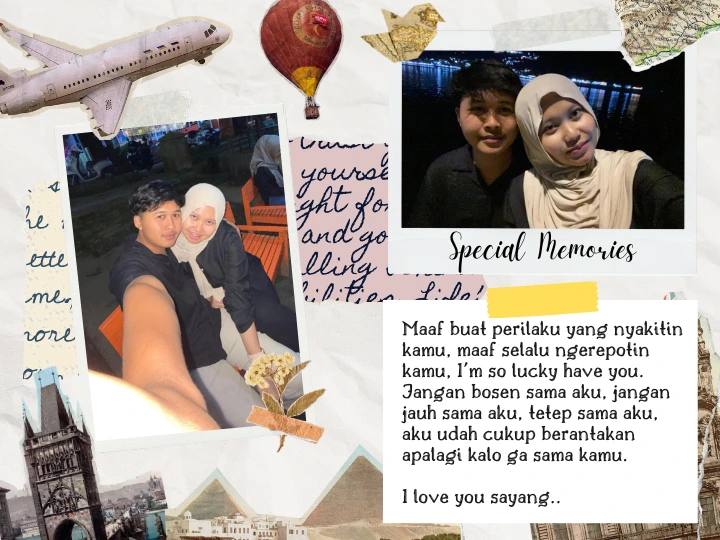 Special Memories
Maaf buat perilaku yang nyakitin
kamu, maaf selalu ngerepotin
kamu, I'm so lucky have you.
Jangan bosen sama aku, jangan
jauh sama aku, tetep sama aku,
aku udah cukup berantakan
apalagi kalo ga sama kamu.
I love you sayang..